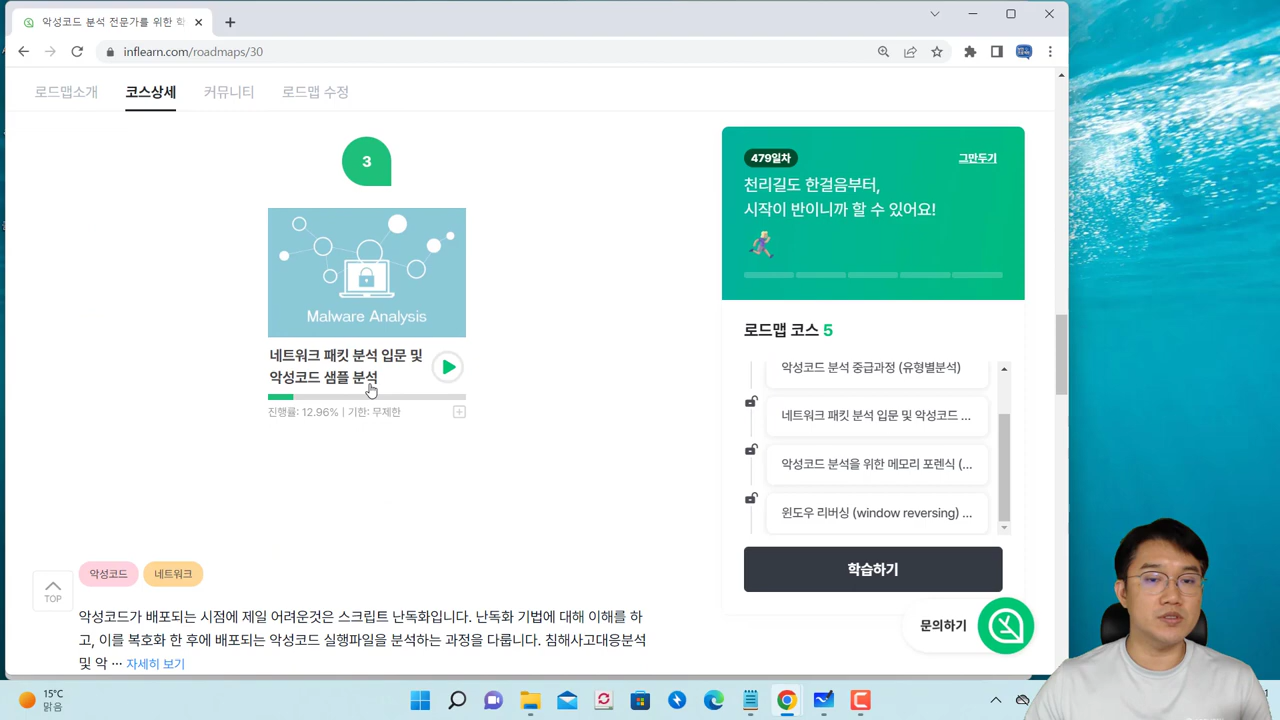 악성코드 분석 전문가를 위한 학
inflearn.com/roadmaps/30
로드맵소개 코스상세 커뮤니티 로드맵 수정
3
Malware Analysis
네트워크 패킷 분석 입문 및
악성코드 샘플 분석
진행률: 12.96% | 기한: 무제한
악성코드 네트워크
TOP
악성코드가 배포되는 시점에 제일 어려운것은 스크립트 난독화입니다. 난독화 기법에 대해 이해를 하
고, 이를 복호화 한 후에 배포되는 악성코드 실행파일을 분석하는 과정을 다룹니다. 침해사고대응분석
및 악 ··· 자세히 보기
479일차 그만두기
천리길도 한걸음부터,
시작이 반이니까 할 수 있어요!
로드맵 코스 5
악성코드 분석 중급과정 (유형별분석)
네트워크 패킷 분석 입문 및 악성코드 ...
악성코드 분석을 위한 메모리 포렌식 (...
윈도우 리버싱 (window reversing) ...
학습하기
문의하기
15°C
맑음